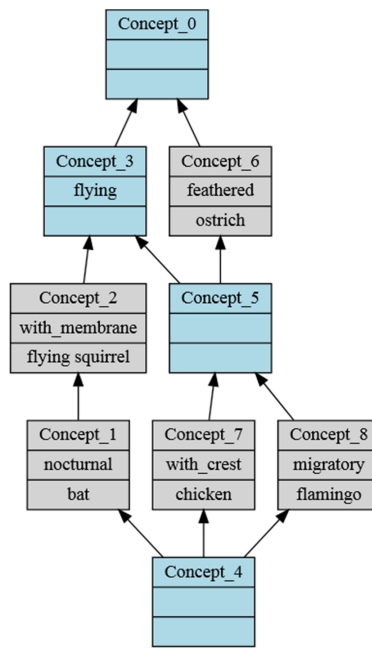 Concept_0
Concept_3
flying
Concept_6
feathered
ostrich
Concept_2
with_membrane
flying squirrel
Concept_5
Concept_1
nocturnal
bat
Concept_7
with_crest
chicken
Concept_8
migratory
flamingo
Concept_4